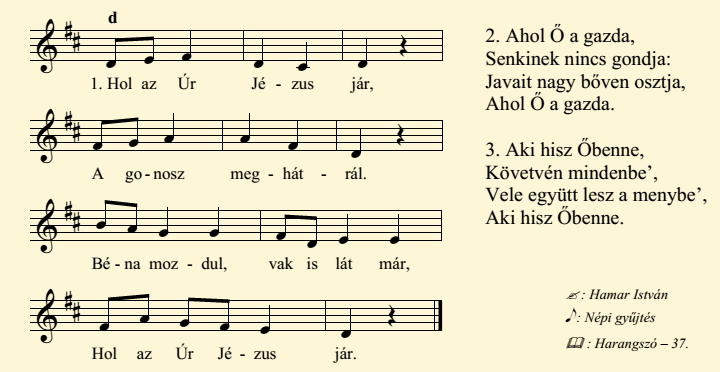 d
1. Hol az Úr Jé - zus jár,
A go - nosz meg - hát - rál.
Bé - na moz - dul, vak is lát már,
Hol az Úr Jé - zus jár.
2. Ahol Ő a gazda,
Senkinek nincs gondja:
Javait nagy bőven osztja,
Ahol Ő a gazda.
3. Aki hisz Őbenne,
Követvén mindenbe’,
Vele együtt lesz a menybe’,
Aki hisz Őbenne.
✍: Hamar István
♪: Népi gyűjtés
🕮: Harangszó – 37.